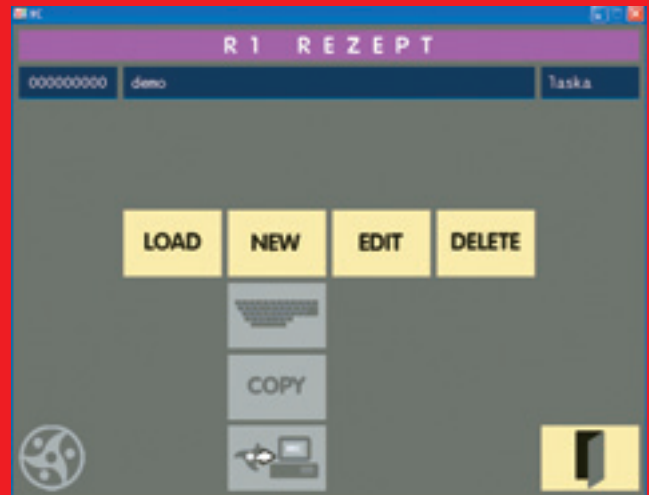 R1 REZEPT
000000000 demo laska
LOAD NEW EDIT DELETE
COPY